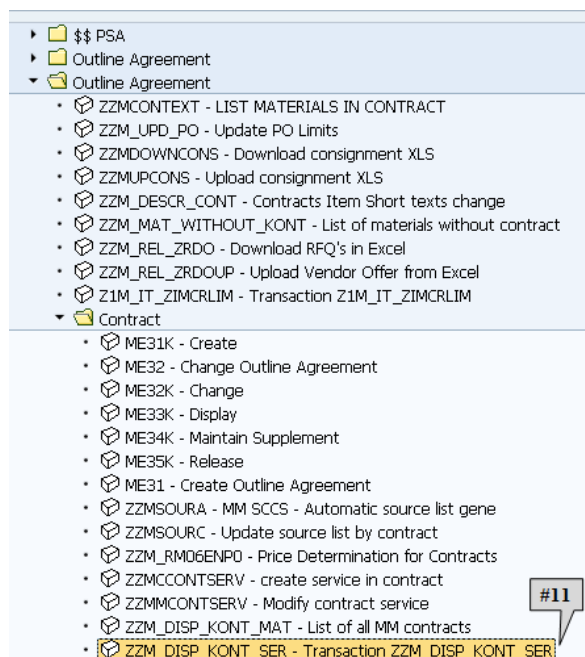 $$ PSA
Outline Agreement
Outline Agreement
ZZMCONTEXT - LIST MATERIALS IN CONTRACT
ZZM_UPD_PO - Update PO Limits
ZZMDOWNCONS - Download consignment XLS
ZZMUPCONS - Upload consignment XLS
ZZM_DESCR_CONT - Contracts Item Short texts change
ZZM_MAT_WITHOUT_KONT - List of materials without contract
ZZM_REL_ZRDO - Download RFQ's in Excel
ZZM_REL_ZRDOUP - Upload Vendor Offer from Excel
Z1M_IT_ZIMCRLIM - Transaction Z1M_IT_ZIMCRLIM
Contract
ME31K - Create
ME32 - Change Outline Agreement
ME32K - Change
ME33K - Display
ME34K - Maintain Supplement
ME35K - Release
ME31 - Create Outline Agreement
ZZMSOURA - MM SCCS - Automatic source list gene
ZZMSOURC - Update source list by contract
ZZM_RM06ENP0 - Price Determination for Contracts
ZZMCCONTSERV - create service in contract
ZZMMCONTSERV - Modify contract service
#11
ZZM_DISP_KONT_MAT - List of all MM contracts
ZZM_DISP_KONT_SER - Transaction ZZM_DISP_KONT_SER